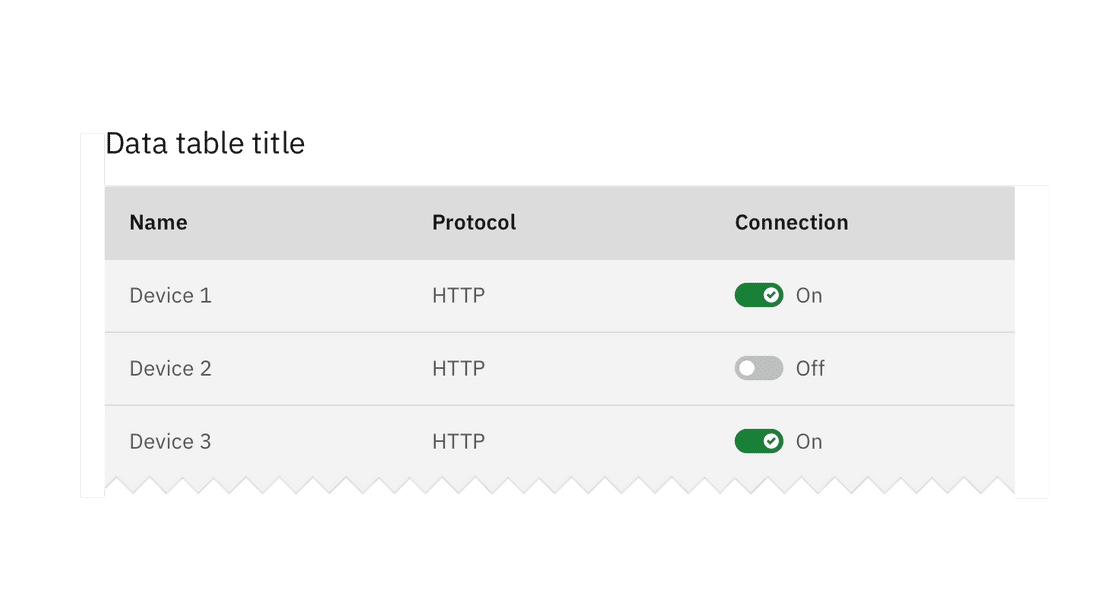 Data table title
Name Protocol Connection
Device 1 HTTP On
Device 2 HTTP Off
Device 3 HTTP On